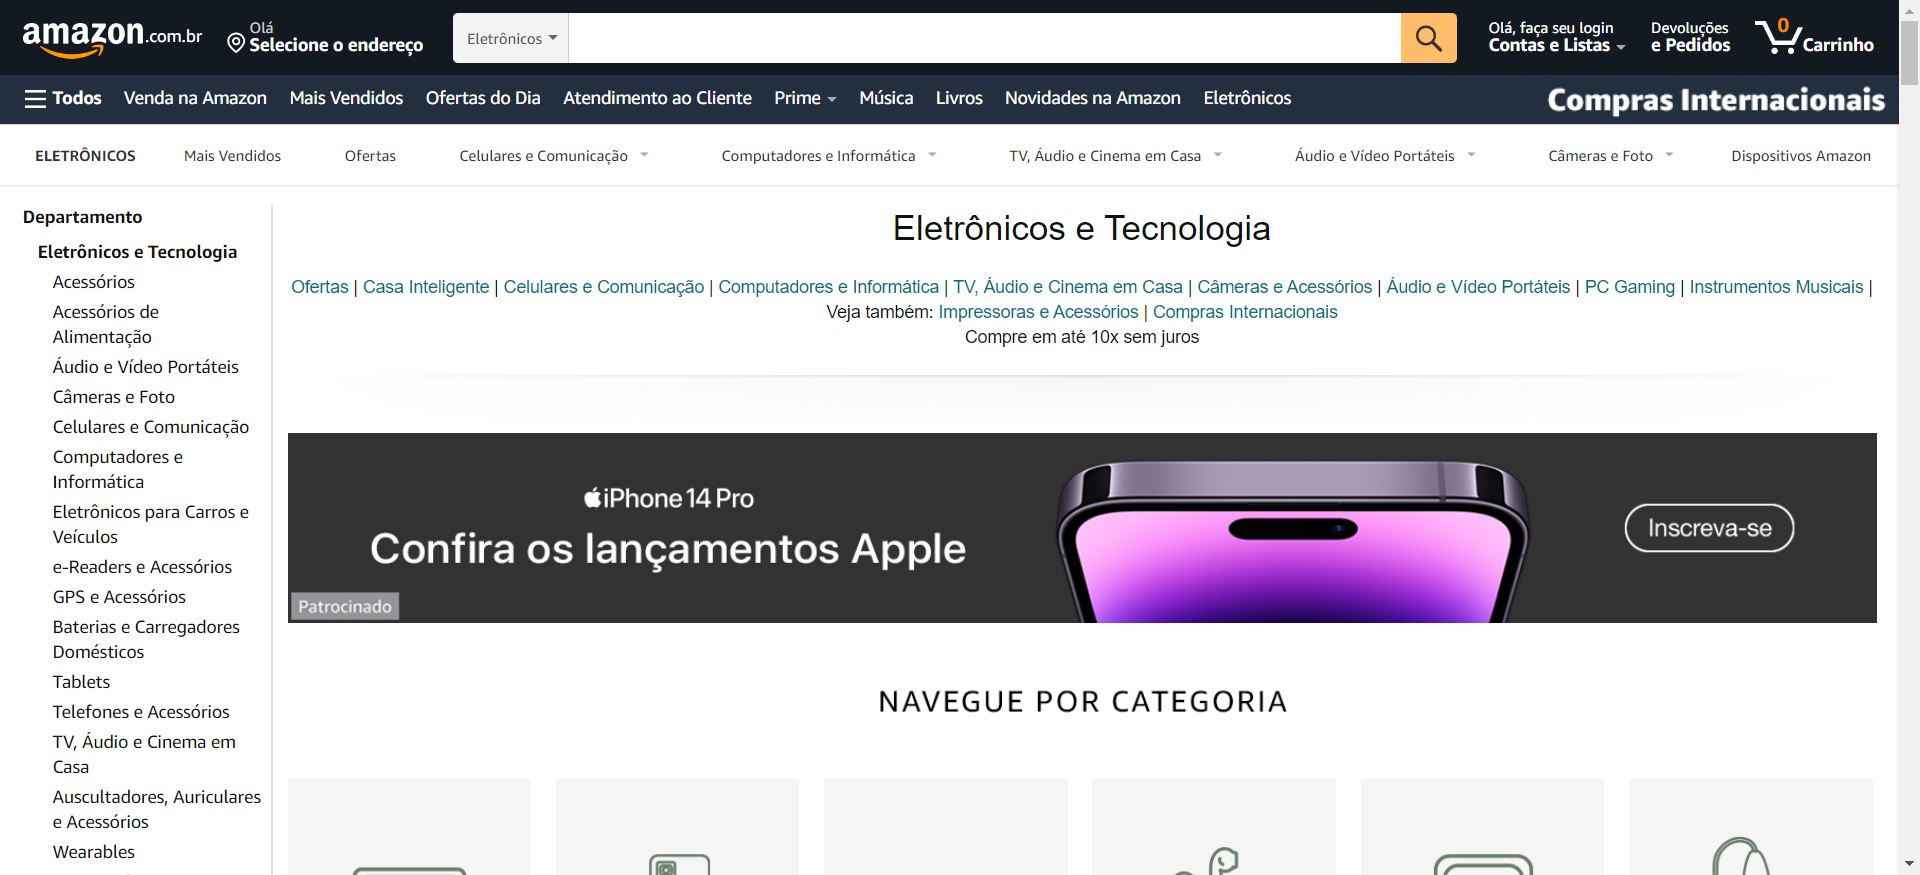 amazon.com.br
Olá
Selecione o endereço
Eletrônicos
Olá, faça seu login
Contas e Listas
Devoluções
e Pedidos
0
Carrinho
Todos
Venda na Amazon
Mais Vendidos
Ofertas do Dia
Atendimento ao Cliente
Prime
Música
Livros
Novidades na Amazon
Eletrônicos
Compras Internacionais
ELETRÔNICOS
Mais Vendidos
Ofertas
Celulares e Comunicação
Computadores e Informática
TV, Áudio e Cinema em Casa
Áudio e Vídeo Portáteis
Câmeras e Foto
Dispositivos Amazon
Departamento
Eletrônicos e Tecnologia
Acessórios
Acessórios de
Alimentação
Áudio e Vídeo Portáteis
Câmeras e Foto
Celulares e Comunicação
Computadores e
Informática
Eletrônicos para Carros e
Veículos
e-Readers e Acessórios
GPS e Acessórios
Baterias e Carregadores
Domésticos
Tablets
Telefones e Acessórios
TV, Áudio e Cinema em
Casa
Auscultadores, Auriculares
e Acessórios
Wearables
Eletrônicos e Tecnologia
Ofertas | Casa Inteligente | Celulares e Comunicação | Computadores e Informática | TV, Áudio e Cinema em Casa | Câmeras e Acessórios | Áudio e Vídeo Portáteis | PC Gaming | Instrumentos Musicais |
Veja também: Impressoras e Acessórios | Compras Internacionais
Compre em até 10x sem juros
iPhone 14 Pro
Confira os lançamentos Apple
Inscreva-se
Patrocinado
NAVEGUE POR CATEGORIA